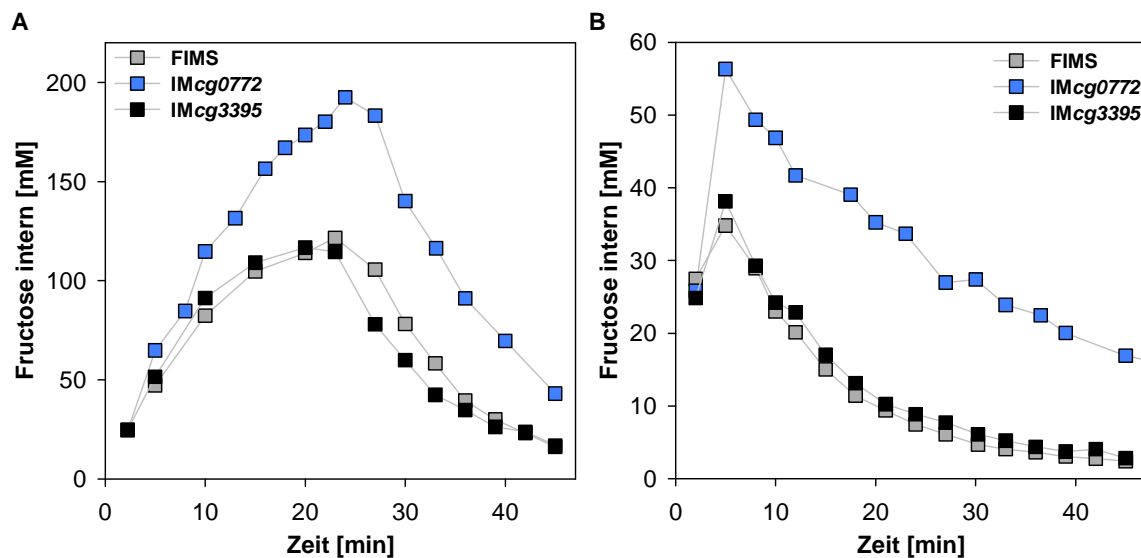 A
FIMS
IMcg0772
IMcg3395
Fructose intern [mM]
200
150
100
50
0
0 10 20 30 40
Zeit [min]
B
FIMS
IMcg0772
IMcg3395
Fructose intern [mM]
60
50
40
30
20
10
0
0 10 20 30 40
Zeit [min]